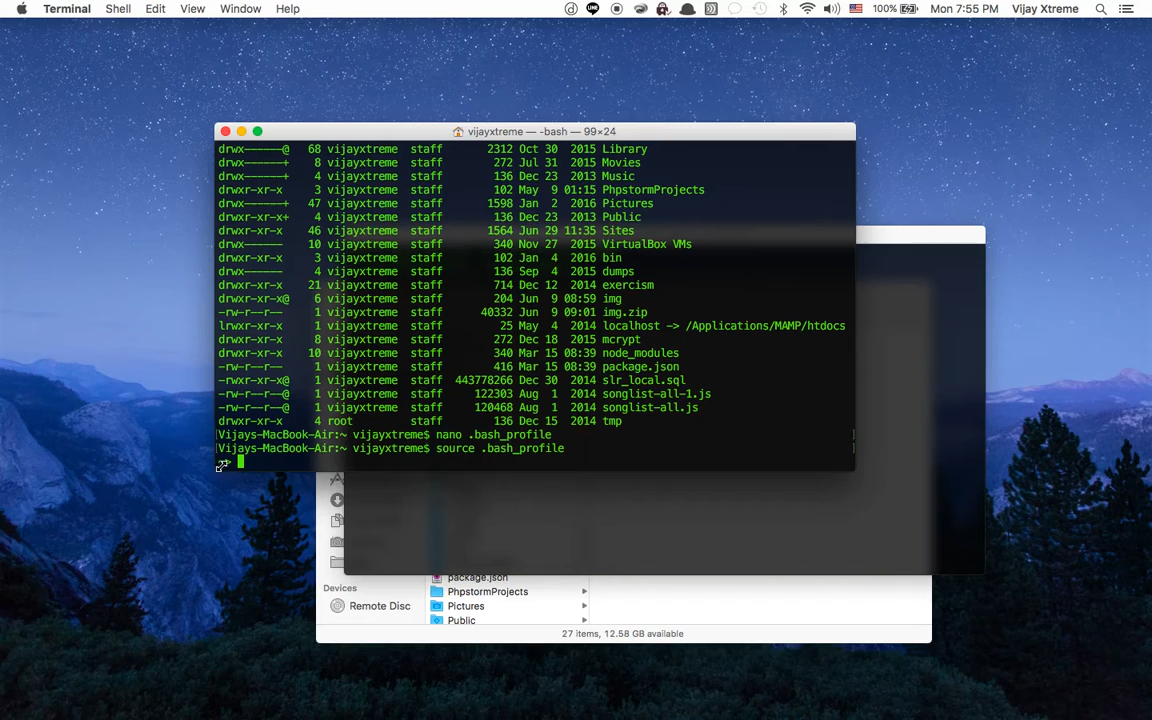 Terminal Shell Edit View Window Help 100% Mon 7:55 PM Vijay Xtreme
vijayxtreme — -bash — 99×24
drwx------@ 68 vijayxtreme staff 2312 Oct 30 2015 Library
drwx------+ 8 vijayxtreme staff 272 Jul 31 2015 Movies
drwx------+ 4 vijayxtreme staff 136 Dec 23 2013 Music
drwxr-xr-x 3 vijayxtreme staff 102 May 9 01:15 PhpstormProjects
drwx------+ 47 vijayxtreme staff 1598 Jan 2 2016 Pictures
drwxr-xr-x+ 4 vijayxtreme staff 136 Dec 23 2013 Public
drwxr-xr-x 46 vijayxtreme staff 1564 Jun 29 11:35 Sites
drwx------ 10 vijayxtreme staff 340 Nov 27 2015 VirtualBox VMs
drwxr-xr-x 3 vijayxtreme staff 102 Jan 4 2016 bin
drwx------ 4 vijayxtreme staff 136 Sep 4 2015 dumps
drwxr-xr-x 21 vijayxtreme staff 714 Dec 12 2014 exercism
drwxr-xr-x@ 6 vijayxtreme staff 204 Jun 9 08:59 img
-rw-r--r-- 1 vijayxtreme staff 40332 Jun 9 09:01 img.zip
lrwxr-xr-x 1 vijayxtreme staff 25 May 4 2014 localhost -> /Applications/MAMP/htdocs
drwxr-xr-x 8 vijayxtreme staff 272 Dec 18 2015 mcrypt
drwxr-xr-x 10 vijayxtreme staff 340 Mar 15 08:39 node_modules
-rw-r--r-- 1 vijayxtreme staff 416 Mar 15 08:39 package.json
-rwxr-xr-x@ 1 vijayxtreme staff 443778266 Dec 30 2014 slr_local.sql
-rw-r--r--@ 1 vijayxtreme staff 122303 Aug 1 2014 songlist-all-1.js
-rw-r--r--@ 1 vijayxtreme staff 120468 Aug 1 2014 songlist-all.js
drwxr-xr-x 4 root staff 136 Dec 15 2014 tmp
[Vijays-MacBook-Air:~ vijayxtreme$ nano .bash_profile ]
[Vijays-MacBook-Air:~ vijayxtreme$ source .bash_profile ]
package.json
Devices
PhpstormProjects
Remote Disc
Pictures
Public
27 items, 12.58 GB available